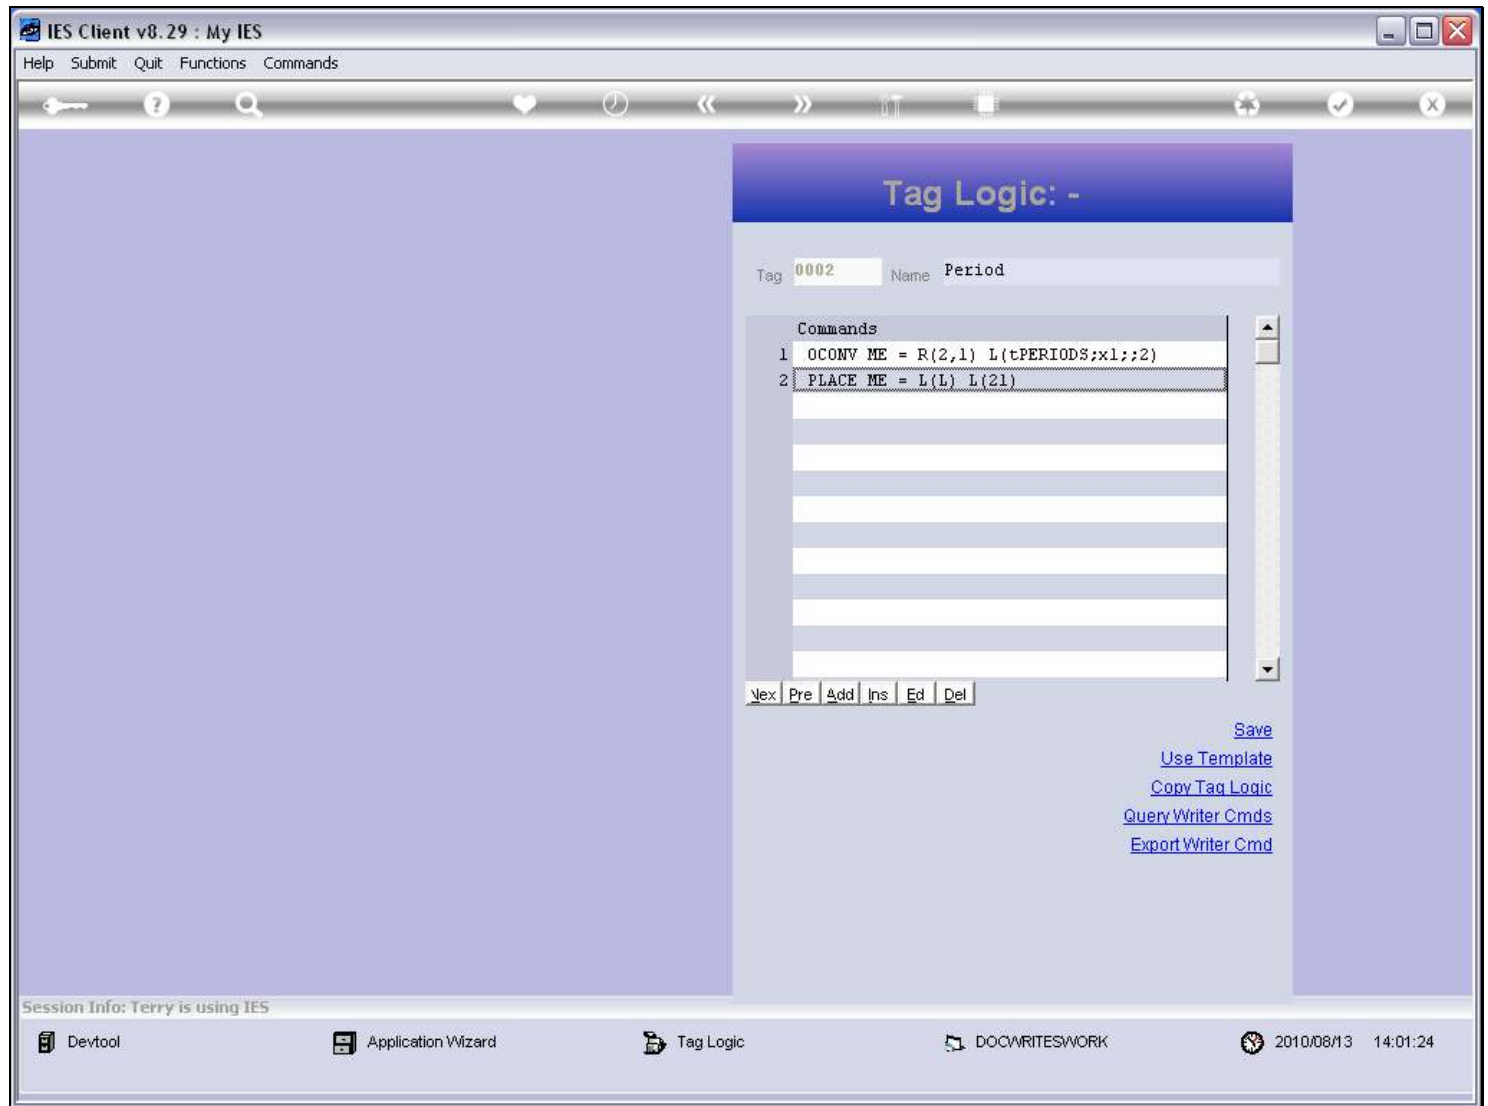 IES Client v8.29 : My IES
Help Submit Quit Functions Commands
Tag Logic: -
Tag 0002 Name Period
Commands
1 OCONV ME = R(2,1) L(tPERIODS;x1;;2)
2 PLACE ME = L(L) L(21)
Nex Pre Add Ins Ed Del
Save
Use Template
Copy Tag Logic
Query Writer Cmds
Export Writer Cmd
Session Info: Terry is using IES
Devtool Application Wizard Tag Logic DOCWRITESWORK 2010/08/13 14:01:24